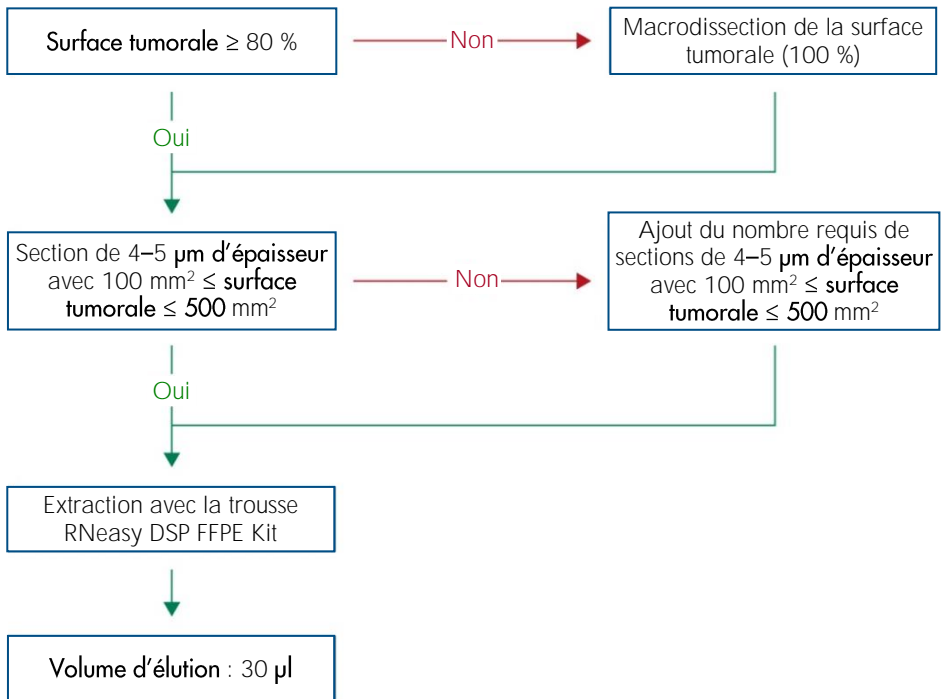 Surface tumorale ≥ 80 %
Non
Macrodissection de la surface
tumorale (100 %)
Oui
Section de 4–5 µm d'épaisseur
avec 100 mm² ≤ surface
tumorale ≤ 500 mm²
Non
Ajout du nombre requis de
sections de 4–5 µm d'épaisseur
avec 100 mm² ≤ surface
tumorale ≤ 500 mm²
Oui
Extraction avec la trousse
RNeasy DSP FFPE Kit
Volume d'élution : 30 µl